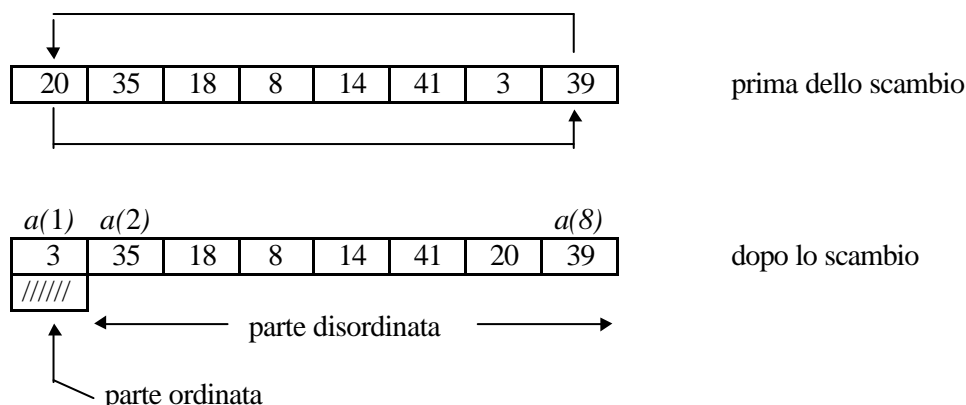 20 35 18 8 14 41 3 39 prima dello scambio
a(1) a(2) a(8)
3 35 18 8 14 41 20 39 dopo lo scambio
//////
parte disordinata
parte ordinata